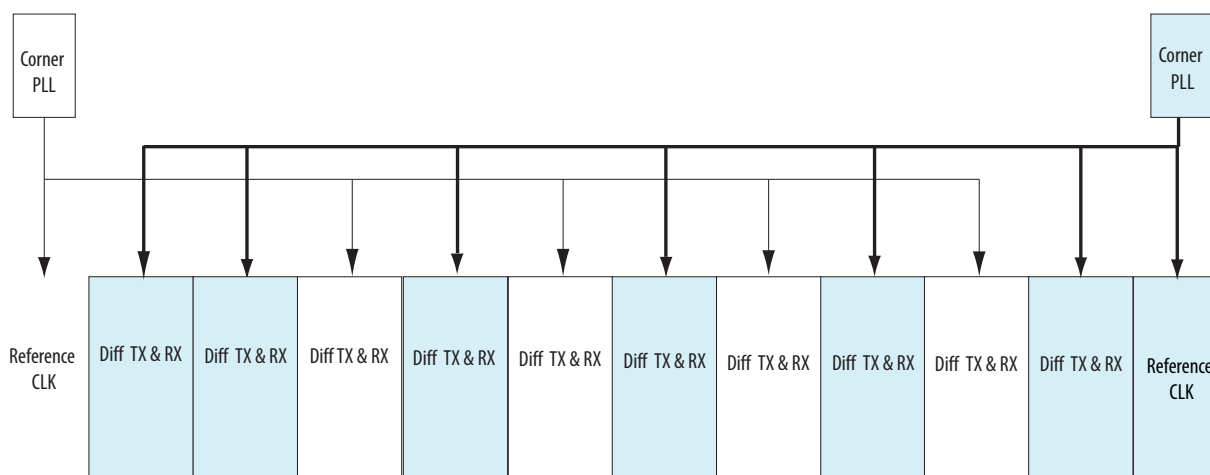 Corner
PLL
Corner
PLL
Reference
CLK
Diff TX & RX
Diff TX & RX
Diff TX & RX
Diff TX & RX
Diff TX & RX
Diff TX & RX
Diff TX & RX
Diff TX & RX
Diff TX & RX
Diff TX & RX
Reference
CLK